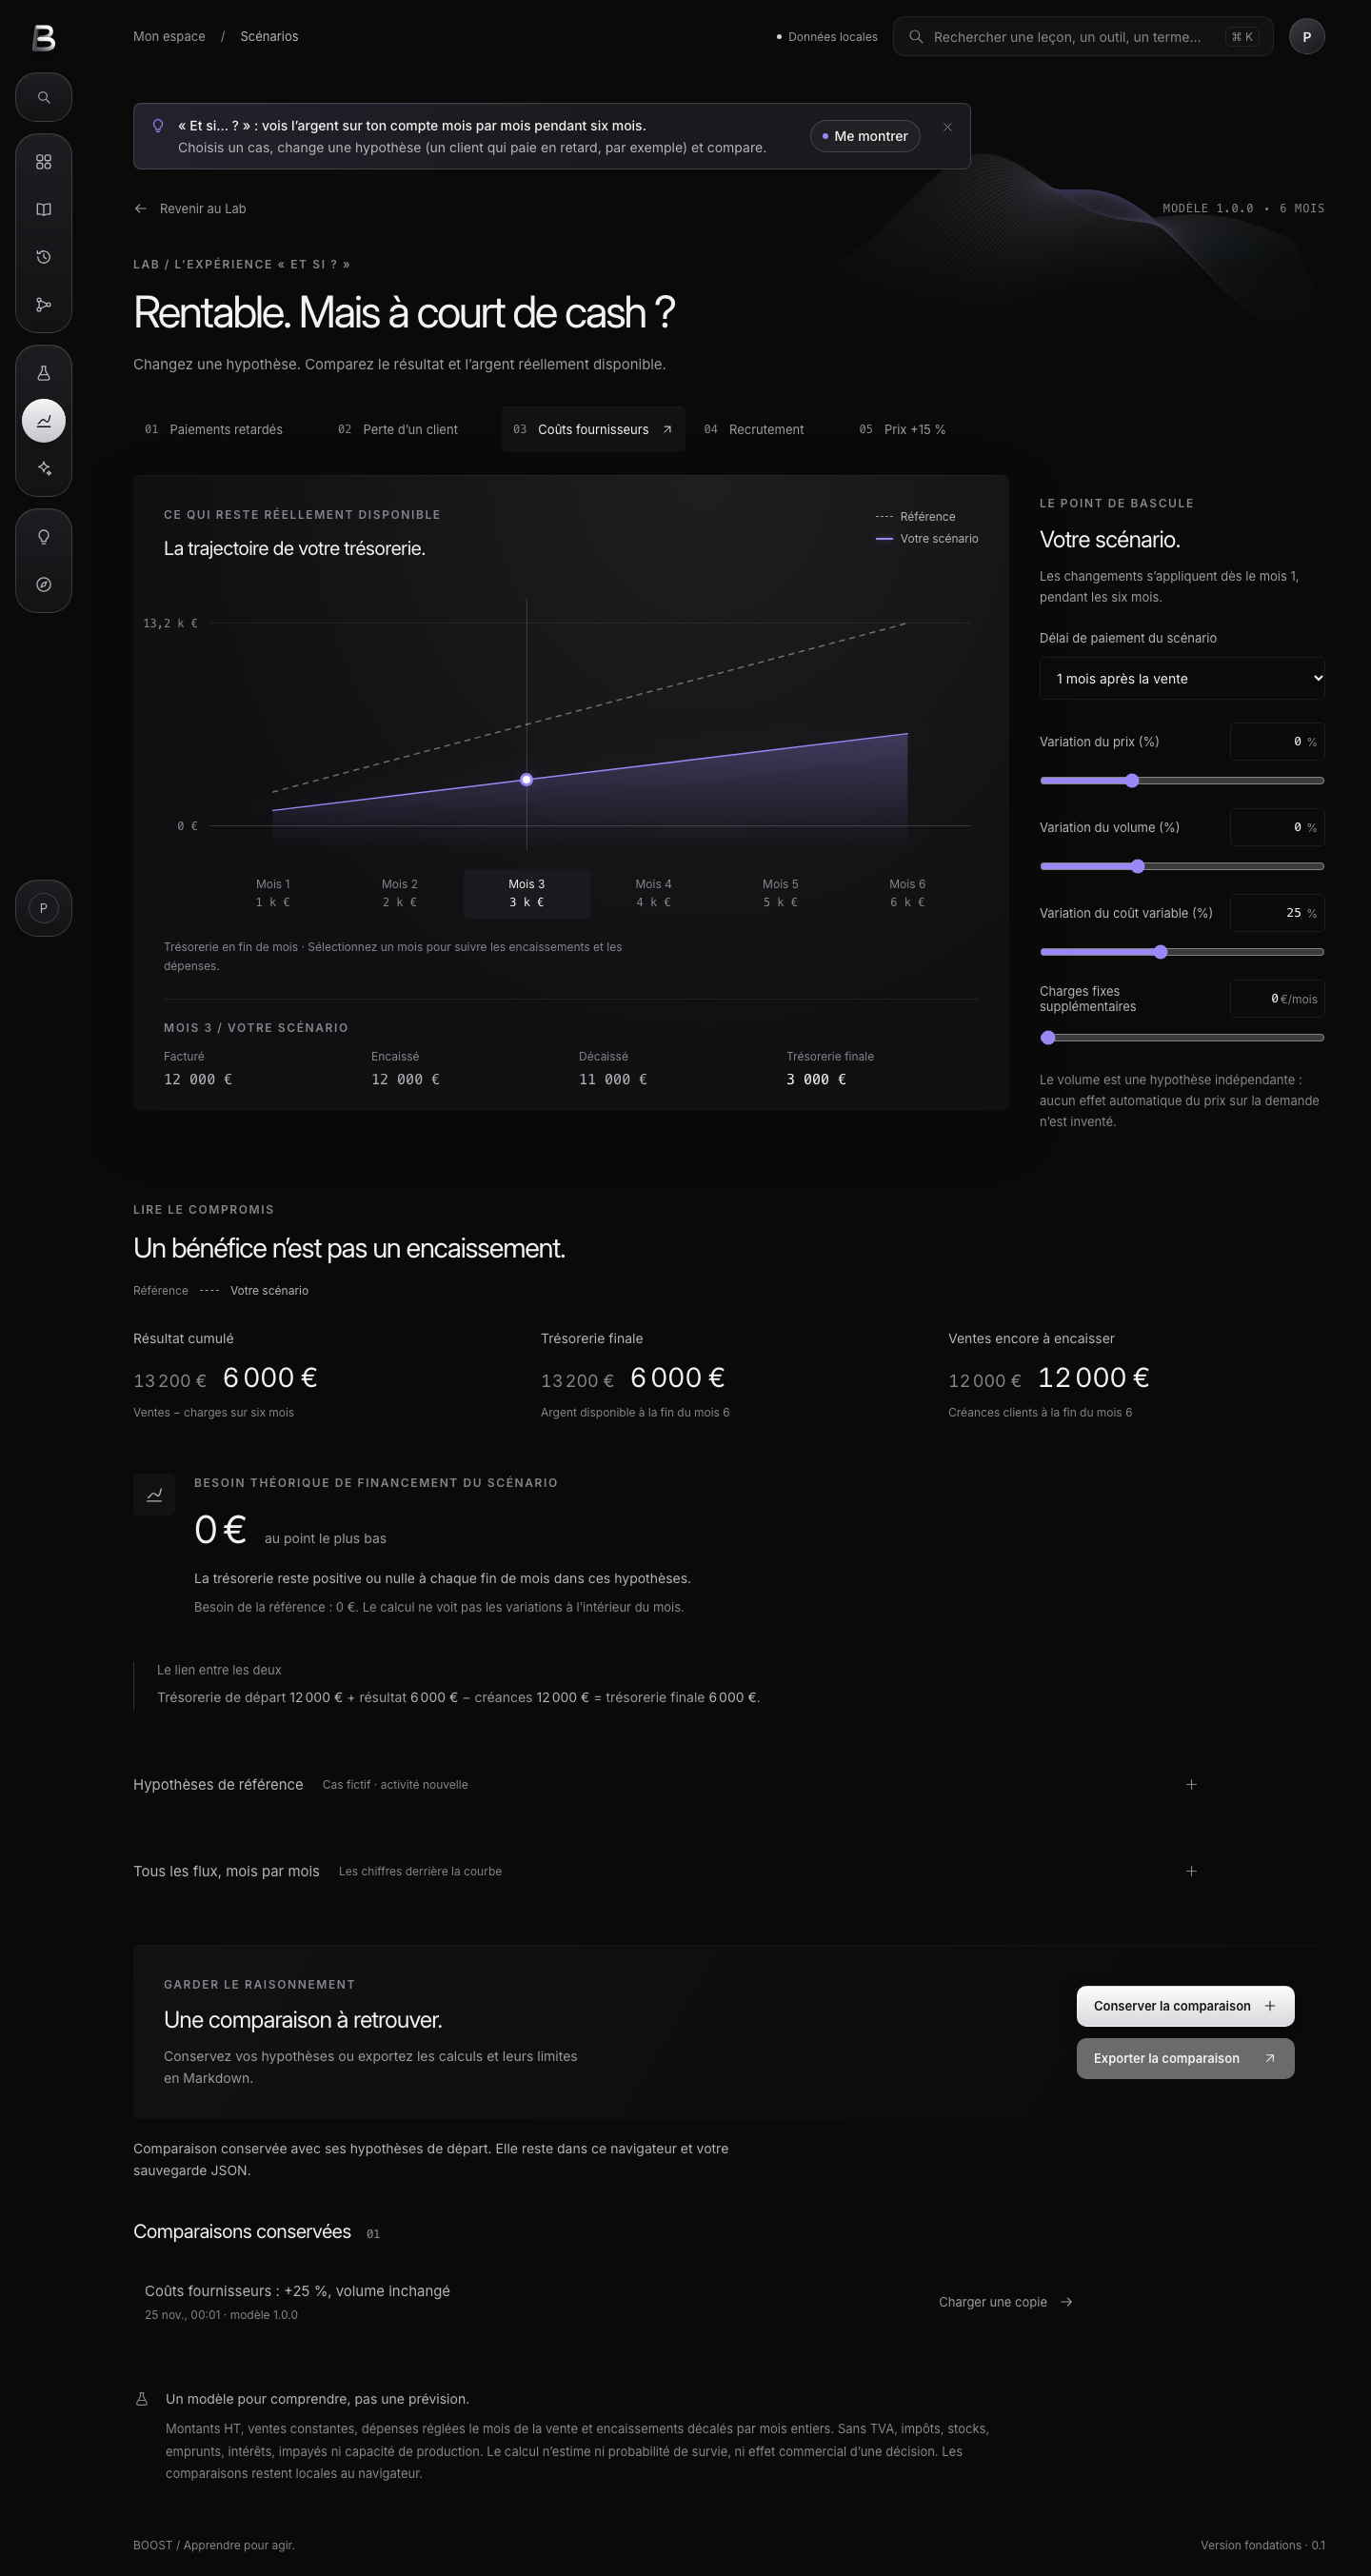 B
Mon espace / Scénarios
Données locales
Rechercher une leçon, un outil, un terme...
⌘ K
P
« Et si... ? » : vois l’argent sur ton compte mois par mois pendant six mois.
Choisis un cas, change une hypothèse (un client qui paie en retard, par exemple) et compare.
Me montrer
Revenir au Lab
MODÈLE 1.0.0 · 6 MOIS
LAB / L’EXPÉRIENCE « ET SI ? »
Rentable. Mais à court de cash ?
Changez une hypothèse. Comparez le résultat et l’argent réellement disponible.
01 Paiements retardés
02 Perte d’un client
03 Coûts fournisseurs
04 Recrutement
05 Prix +15 %
CE QUI RESTE RÉELLEMENT DISPONIBLE
La trajectoire de votre trésorerie.
Référence
Votre scénario
13,2 k €
0 €
Mois 1
1 k €
Mois 2
2 k €
Mois 3
3 k €
Mois 4
4 k €
Mois 5
5 k €
Mois 6
6 k €
Trésorerie en fin de mois · Sélectionnez un mois pour suivre les encaissements et les
dépenses.
MOIS 3 / VOTRE SCÉNARIO
Facturé
12 000 €
Encaissé
12 000 €
Décaissé
11 000 €
Trésorerie finale
3 000 €
LE POINT DE BASCULE
Votre scénario.
Les changements s’appliquent dès le mois 1,
pendant les six mois.
Délai de paiement du scénario
1 mois après la vente
Variation du prix (%)
0 %
Variation du volume (%)
0 %
Variation du coût variable (%)
25 %
Charges fixes
supplémentaires
0 €/mois
Le volume est une hypothèse indépendante :
aucun effet automatique du prix sur la demande
n’est inventé.
P
LIRE LE COMPROMIS
Un bénéfice n’est pas un encaissement.
Référence ---- Votre scénario
Résultat cumulé
13 200 € 6 000 €
Ventes − charges sur six mois
Trésorerie finale
13 200 € 6 000 €
Argent disponible à la fin du mois 6
Ventes encore à encaisser
12 000 € 12 000 €
Créances clients à la fin du mois 6
BESOIN THÉORIQUE DE FINANCEMENT DU SCÉNARIO
0 € au point le plus bas
La trésorerie reste positive ou nulle à chaque fin de mois dans ces hypothèses.
Besoin de la référence : 0 €. Le calcul ne voit pas les variations à l’intérieur du mois.
Le lien entre les deux
Trésorerie de départ 12 000 € + résultat 6 000 € − créances 12 000 € = trésorerie finale 6 000 €.
Hypothèses de référence Cas fictif · activité nouvelle
Tous les flux, mois par mois Les chiffres derrière la courbe
GARDER LE RAISONNEMENT
Une comparaison à retrouver.
Conservez vos hypothèses ou exportez les calculs et leurs limites
en Markdown.
Conserver la comparaison
Exporter la comparaison
Comparaison conservée avec ses hypothèses de départ. Elle reste dans ce navigateur et votre
sauvegarde JSON.
Comparaisons conservées 01
Coûts fournisseurs : +25 %, volume inchangé
25 nov., 00:01 · modèle 1.0.0
Charger une copie
Un modèle pour comprendre, pas une prévision.
Montants HT, ventes constantes, dépenses réglées le mois de la vente et encaissements décalés par mois entiers. Sans TVA, impôts, stocks,
emprunts, intérêts, impayés ni capacité de production. Le calcul n’estime ni probabilité de survie, ni effet commercial d’une décision. Les
comparaisons restent locales au navigateur.
BOOST / Apprendre pour agir.
Version fondations · 0.1